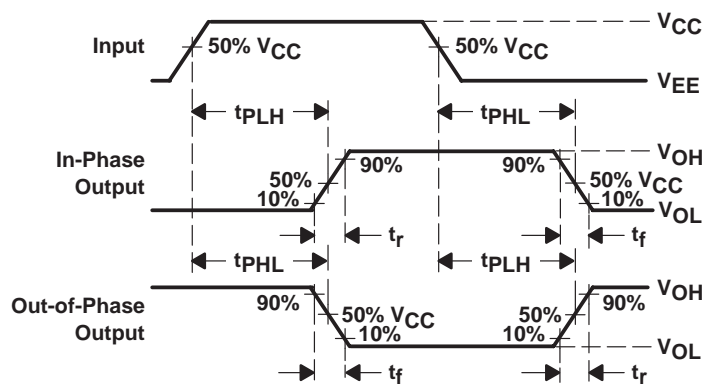 Input
50% VCC
50% VCC
VCC
VEE
tPLH
tPHL
In-Phase
Output
50%
10%
90%
90%
50% VCC
10%
VOH
VOL
tr
tf
tPHL
tPLH
Out-of-Phase
Output
90%
50% VCC
10%
50%
10%
90%
VOH
VOL
tf
tr